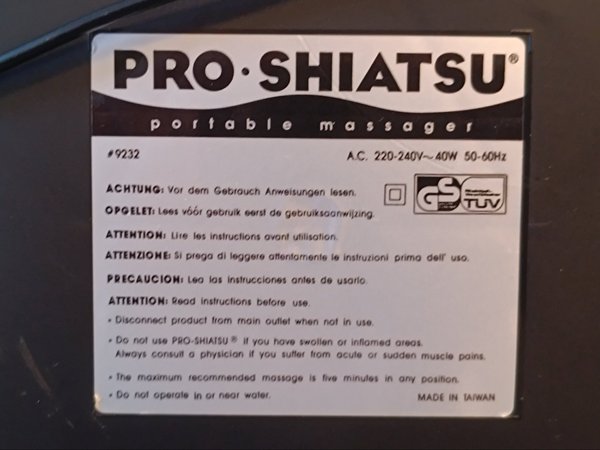 PRO·SHIATSU®
portable massager
#9232 A.C. 220-240V~40W 50-60Hz
ACHTUNG: Vor dem Gebrauch Anweisungen lesen.
OPGELET: Lees vóór gebruik eerst de gebruiksaanwijzing.
GS TÜV
ATTENTION: Lire les instructions avant utilisation.
ATTENZIONE: Si prega di leggere attentamente le instruzioni prima dell' uso.
PRECAUCION: Lea las instrucciones antes de usarlo.
ATTENTION: Read instructions before use.
• Disconnect product from main outlet when not in use.
• Do not use PRO-SHIATSU® if you have swollen or inflamed areas.
Always consult a physician if you suffer from acute or sudden muscle pains.
• The maximum recommended massage is five minutes in any position.
• Do not operate in or near water. MADE IN TAIWAN